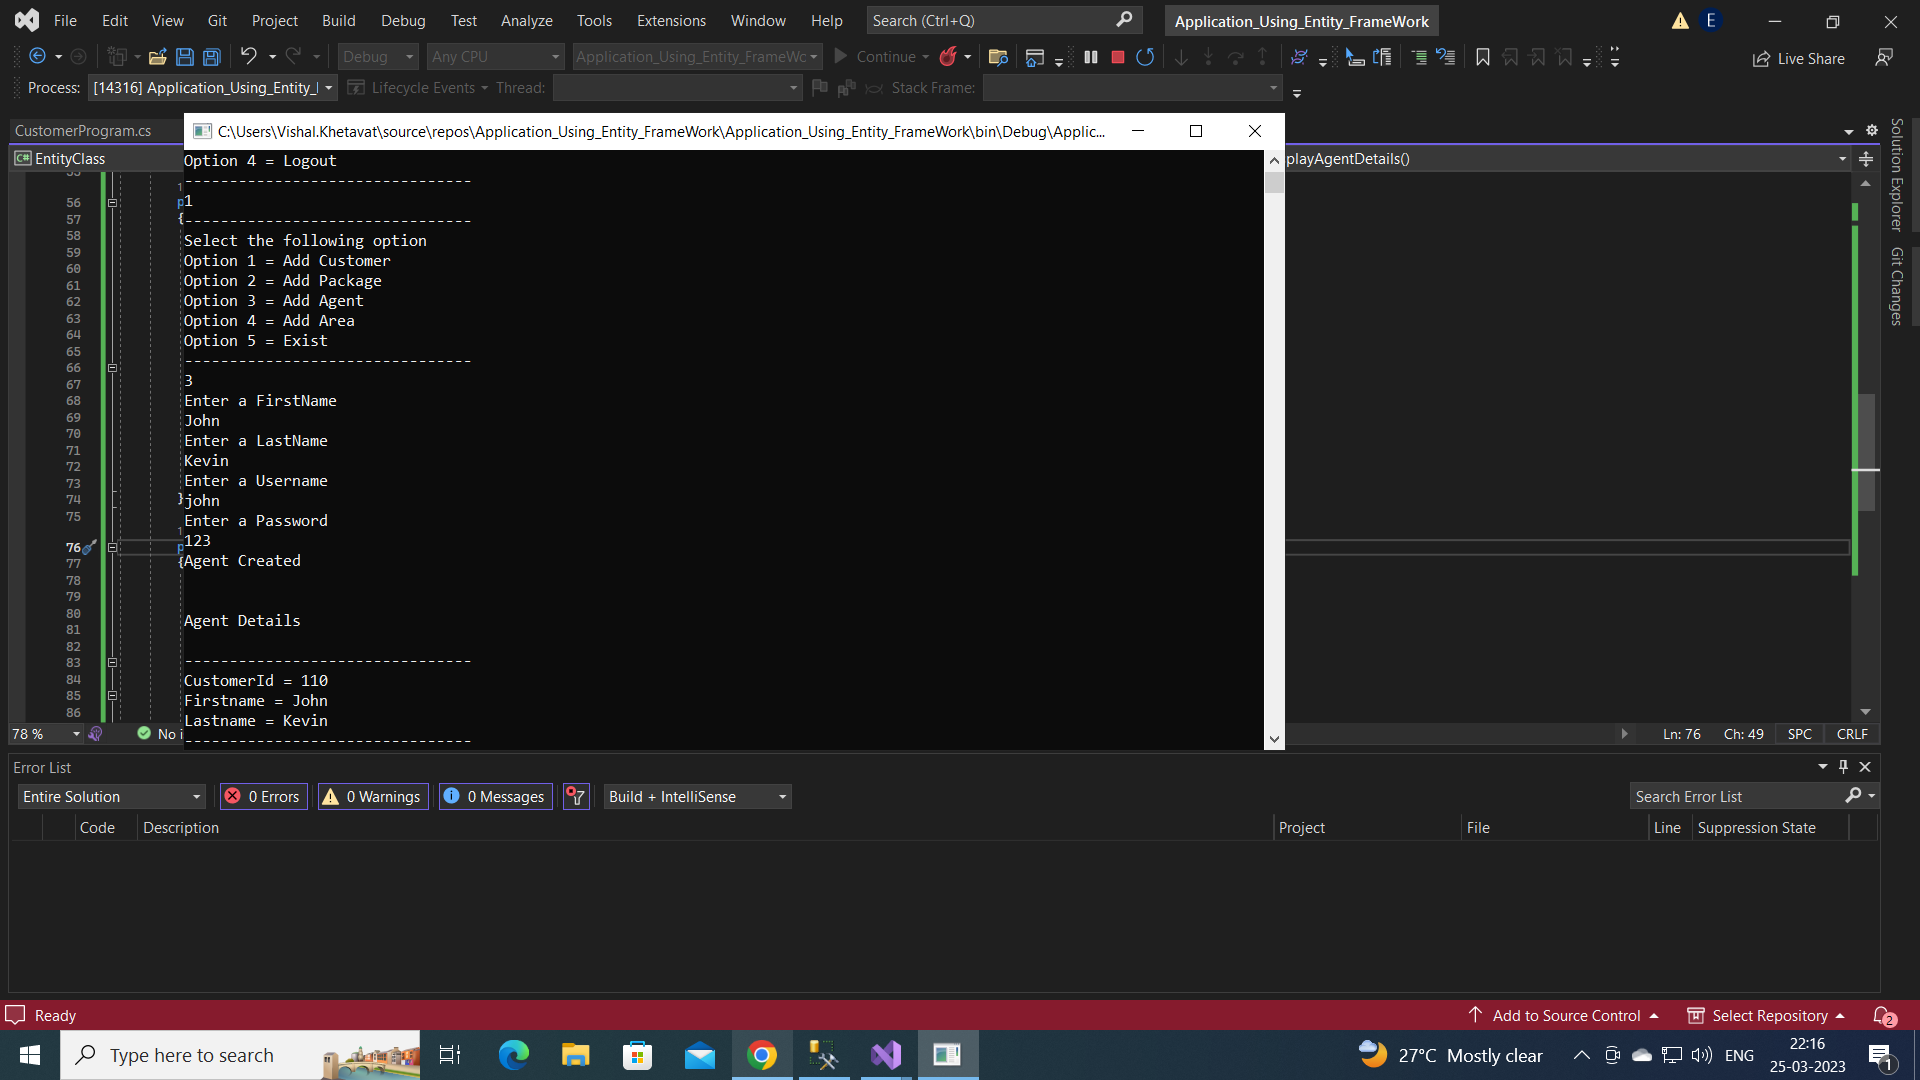 File Edit View Git Project Build Debug Test Analyze Tools Extensions Window Help Search (Ctrl+Q) Application_Using_Entity_FrameWork E
Debug Any CPU Application_Using_Entity_FrameWc Continue Live Share
Process: [14316] Application_Using_Entity_l Lifecycle Events Thread: Stack Frame:
CustomerProgram.cs
C:\Users\Vishal.Khetavat\source\repos\Application_Using_Entity_FrameWork\Application_Using_Entity_FrameWork\bin\Debug\Applic...
C# EntityClass
playAgentDetails()
Option 4 = Logout
--------------------------------
1
--------------------------------
Select the following option
Option 1 = Add Customer
Option 2 = Add Package
Option 3 = Add Agent
Option 4 = Add Area
Option 5 = Exist
--------------------------------
3
Enter a FirstName
John
Enter a LastName
Kevin
Enter a Username
john
Enter a Password
123
Agent Created
Agent Details
--------------------------------
CustomerId = 110
Firstname = John
Lastname = Kevin
--------------------------------
55
56
57
58
59
60
61
62
63
64
65
66
67
68
69
70
71
72
73
74
75
76
77
78
79
80
81
82
83
84
85
86
Solution Explorer
Git Changes
78 % No i Ln: 76 Ch: 49 SPC CRLF
Error List
Entire Solution 0 Errors 0 Warnings 0 Messages Build + IntelliSense Search Error List
Code Description Project File Line Suppression State
Ready Add to Source Control Select Repository 2
Type here to search 27°C Mostly clear ENG 22:16
25-03-2023 1